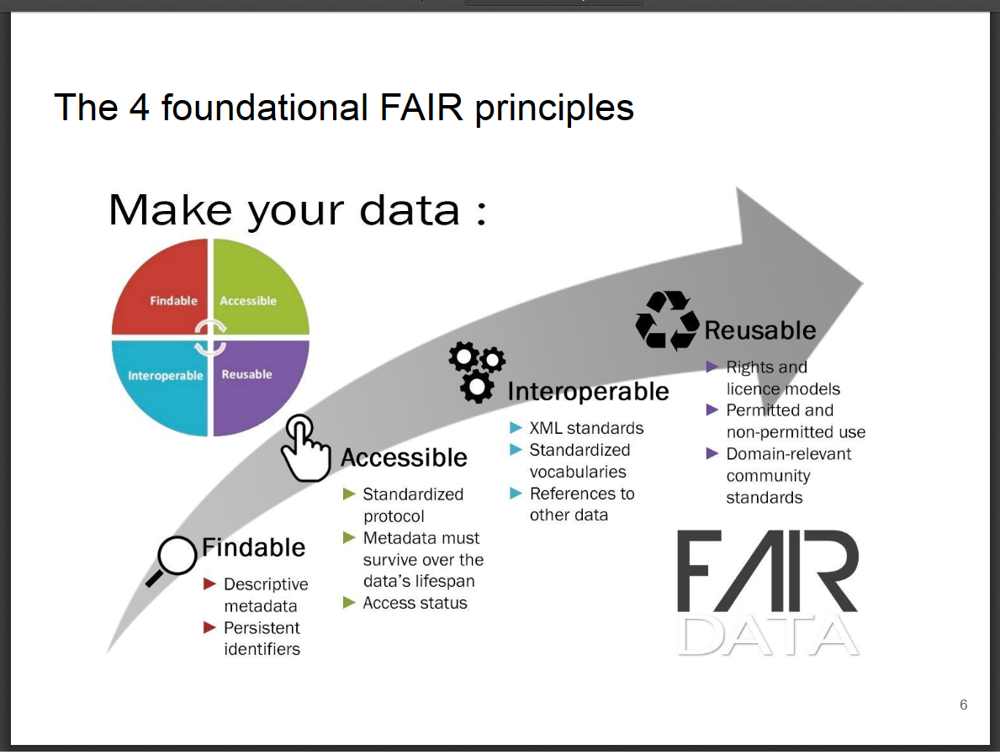 The 4 foundational FAIR principles
Make your data :
Findable
Accessible
Interoperable
Reusable
Findable
Descriptive
metadata
Persistent
identifiers
Accessible
Standardized
protocol
Metadata must
survive over the
data's lifespan
Access status
Interoperable
XML standards
Standardized
vocabularies
References to
other data
Reusable
Rights and
licence models
Permitted and
non-permitted use
Domain-relevant
community
standards
FAIR
DATA
6